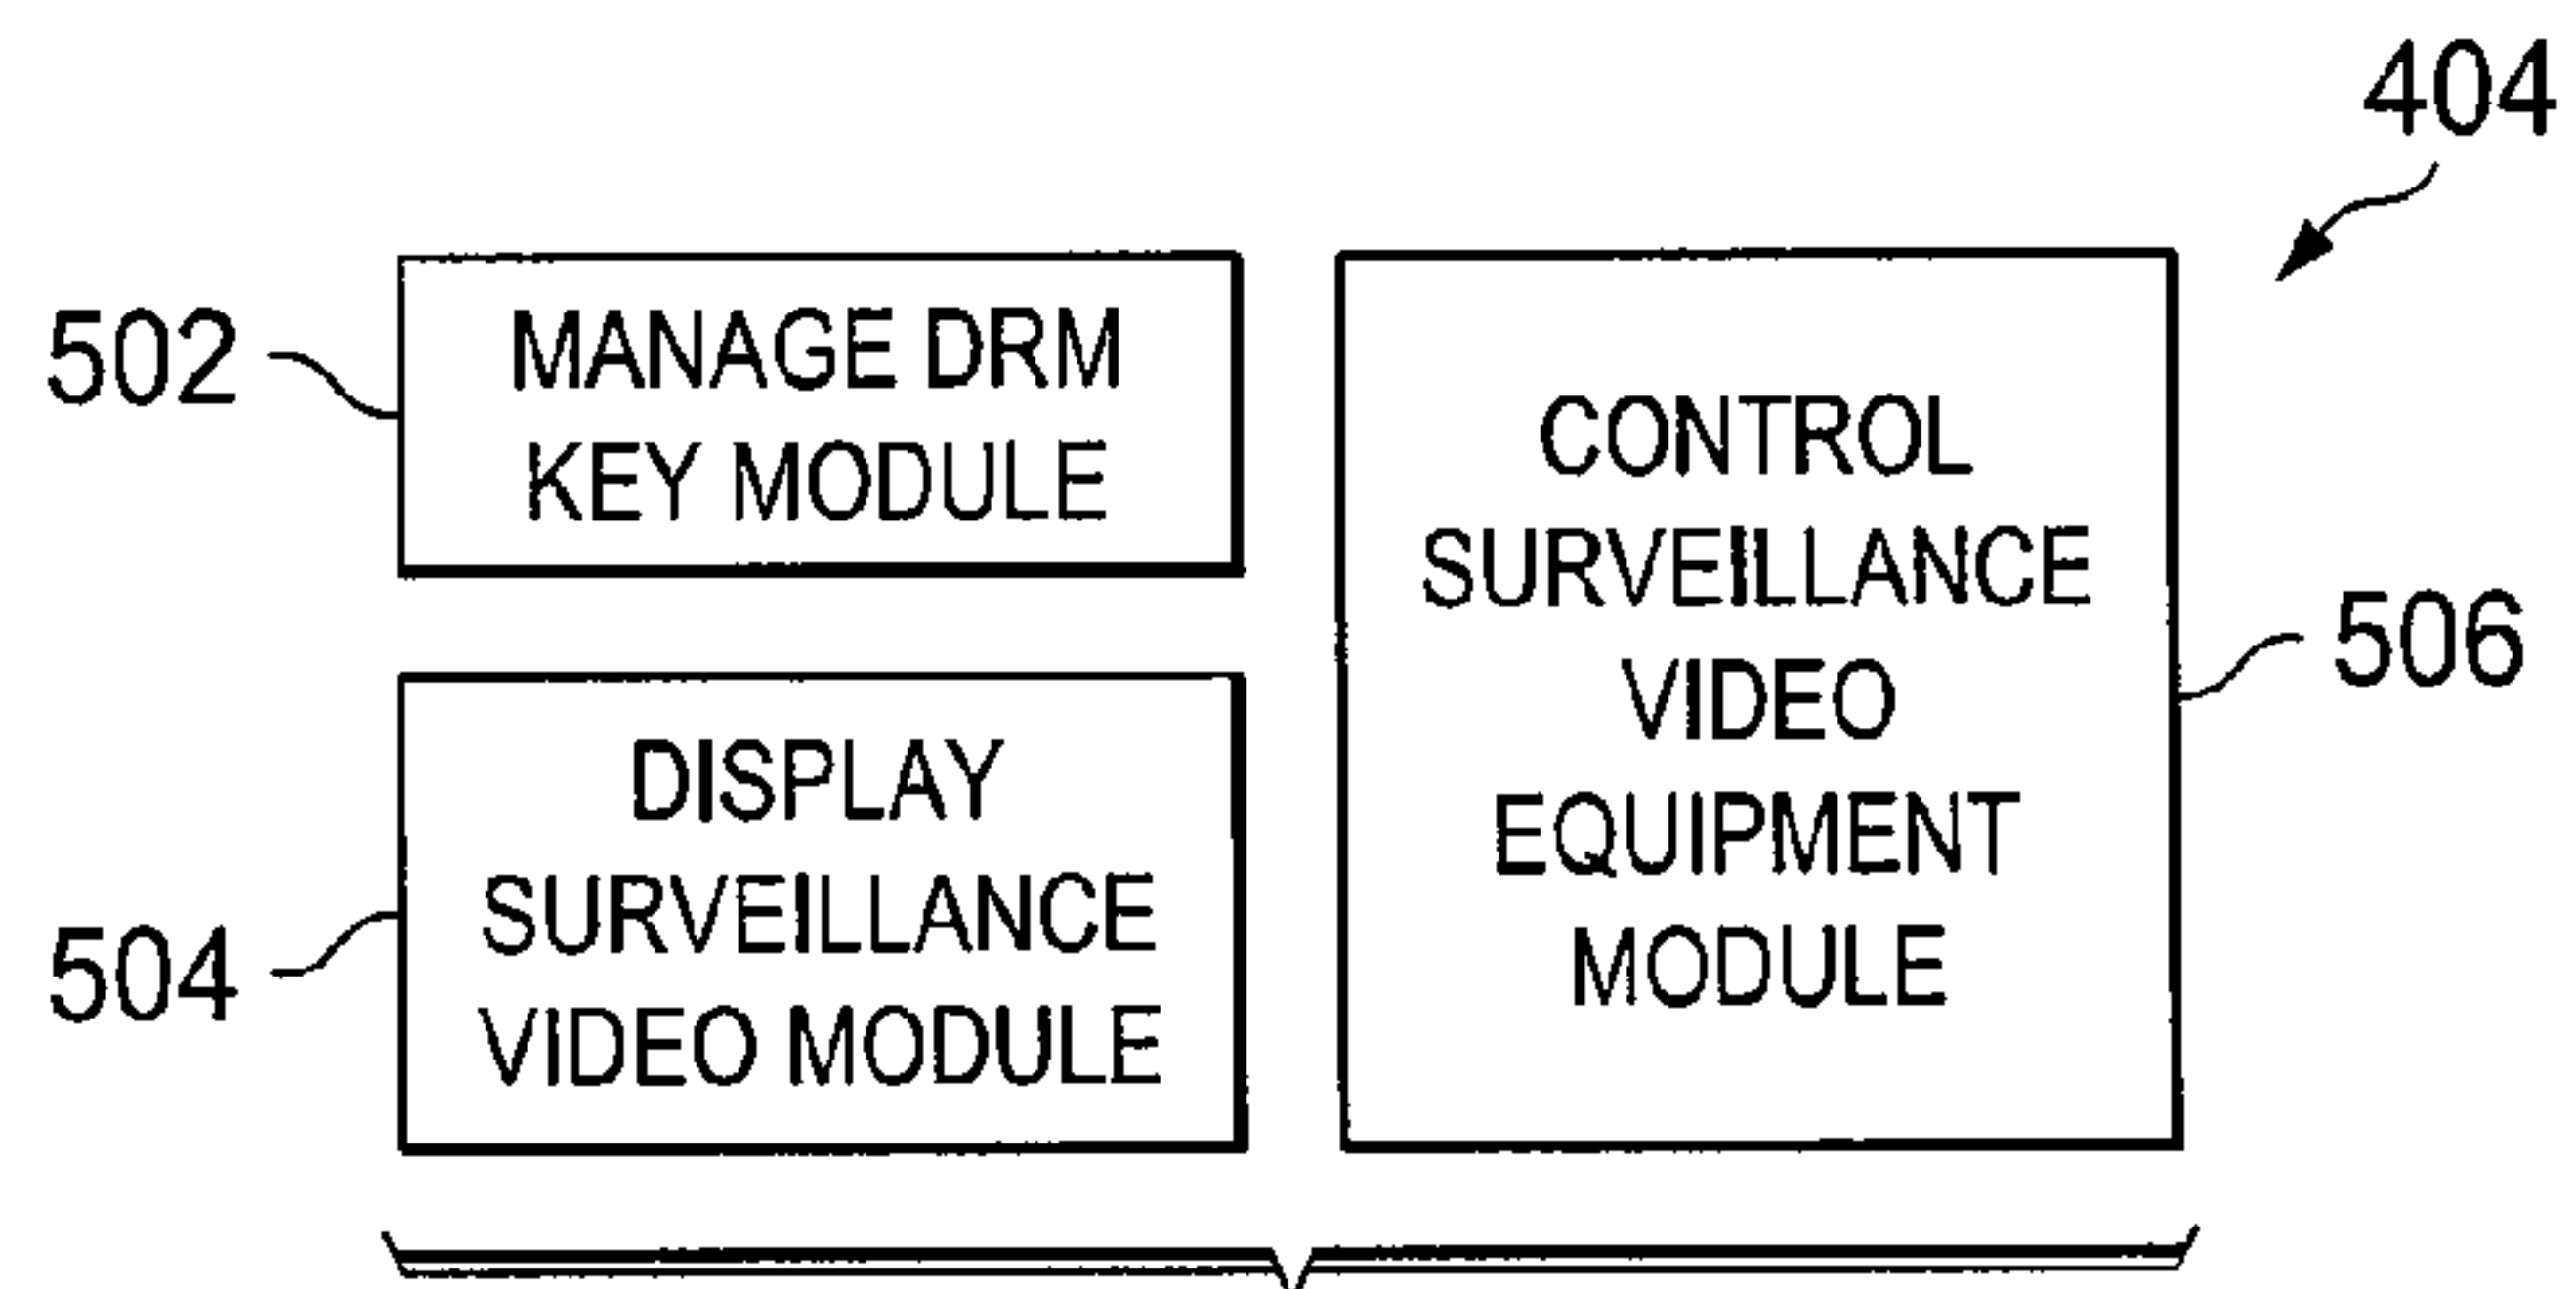 404
502
MANAGE DRM
KEY MODULE
504
DISPLAY
SURVEILLANCE
VIDEO MODULE
CONTROL
SURVEILLANCE
VIDEO
EQUIPMENT
MODULE
506